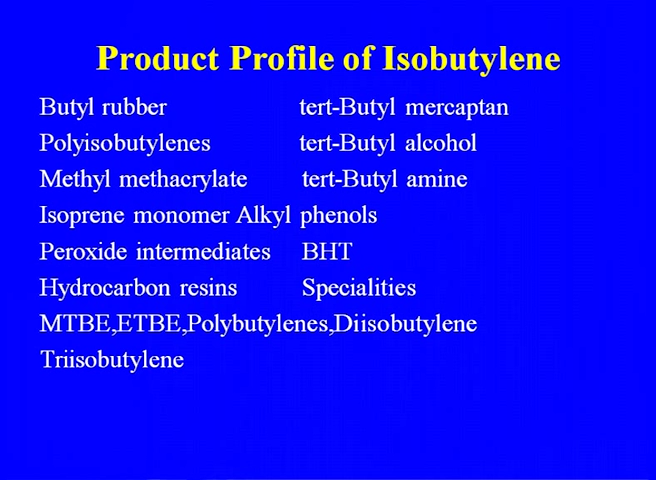 Product Profile of Isobutylene
Butyl rubber tert-Butyl mercaptan
Polyisobutylenes tert-Butyl alcohol
Methyl methacrylate tert-Butyl amine
Isoprene monomer Alkyl phenols
Peroxide intermediates BHT
Hydrocarbon resins Specialities
MTBE,ETBE,Polybutylenes,Diisobutylene
Triisobutylene